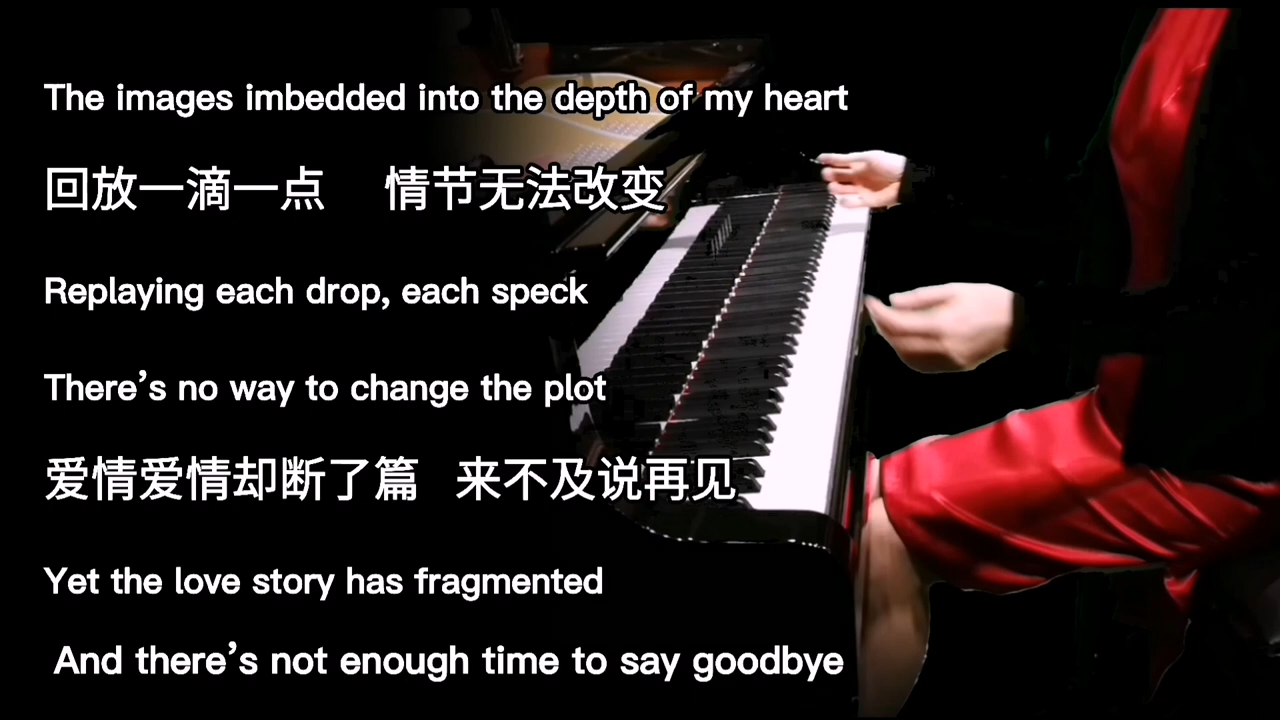 The images imbedded into the depth of my heart
回放一滴一点 情节无法改变
Replaying each drop, each speck
There's no way to change the plot
爱情爱情却断了篇 来不及说再见
Yet the love story has fragmented
And there's not enough time to say goodbye